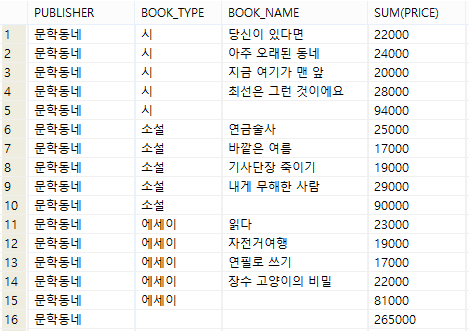 PUBLISHER BOOK_TYPE BOOK_NAME SUM(PRICE)
1 문학동네 시 당신이 있다면 22000
2 문학동네 시 아주 오래된 동네 24000
3 문학동네 시 지금 여기가 맨 앞 20000
4 문학동네 시 최선은 그런 것이에요 28000
5 문학동네 시 94000
6 문학동네 소설 연금술사 25000
7 문학동네 소설 바깥은 여름 17000
8 문학동네 소설 기사단장 죽이기 19000
9 문학동네 소설 내게 무해한 사람 29000
10 문학동네 소설 90000
11 문학동네 에세이 읽다 23000
12 문학동네 에세이 자전거여행 19000
13 문학동네 에세이 연필로 쓰기 17000
14 문학동네 에세이 장수 고양이의 비밀 22000
15 문학동네 에세이 81000
16 문학동네 265000